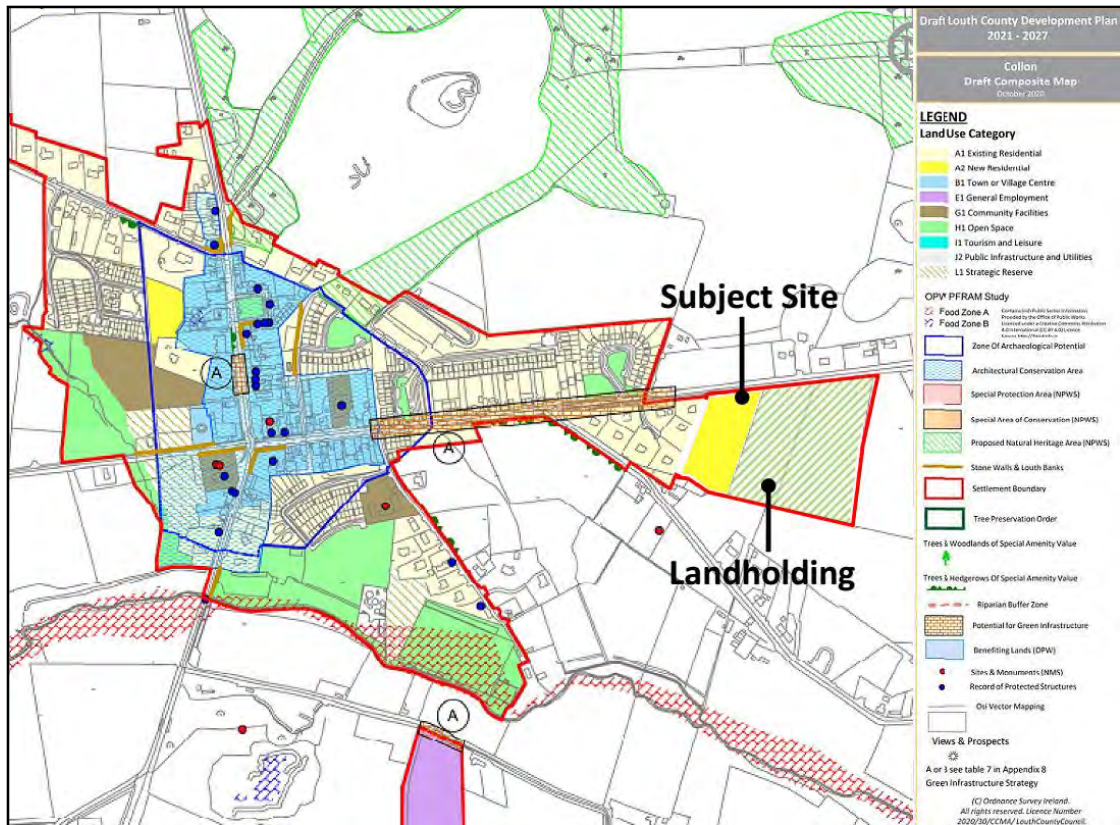 Draft Louth County Development Plan
2021 - 2027
Collon
Draft Composite Map
October 2020
LEGEND
Land Use Category
A1 Existing Residential
A2 New Residential
B1 Town or Village Centre
E1 General Employment
G1 Community Facilities
H1 Open Space
I1 Tourism and Leisure
J2 Public Infrastructure and Utilities
L1 Strategic Reserve
OPW PFRAM Study
Food Zone A
Food Zone B
Zone Of Archaeological Potential
Architectural Conservation Area
Special Protection Area (NPWS)
Special Area of Conservation (NPWS)
Proposed Natural Heritage Area (NPWS)
Stone Walls & Louth Banks
Settlement Boundary
Tree Preservation Order
Trees & Woodlands of Special Amenity Value
Trees & Hedgerows Of Special Amenity Value
Riparian Buffer Zone
Potential for Green Infrastructure
Benefiting Lands (OPW)
Sites & Monuments (NMS)
Record of Protected Structures
Osi Vector Mapping
Views & Prospects
A or 3 see table 7 in Appendix 8
Green Infrastructure Strategy
(C) Ordnance Survey Ireland.
All rights reserved. Licence Number
2020/30/CCMA/ LouthCountyCouncil.
Subject Site
Landholding
A
A
A